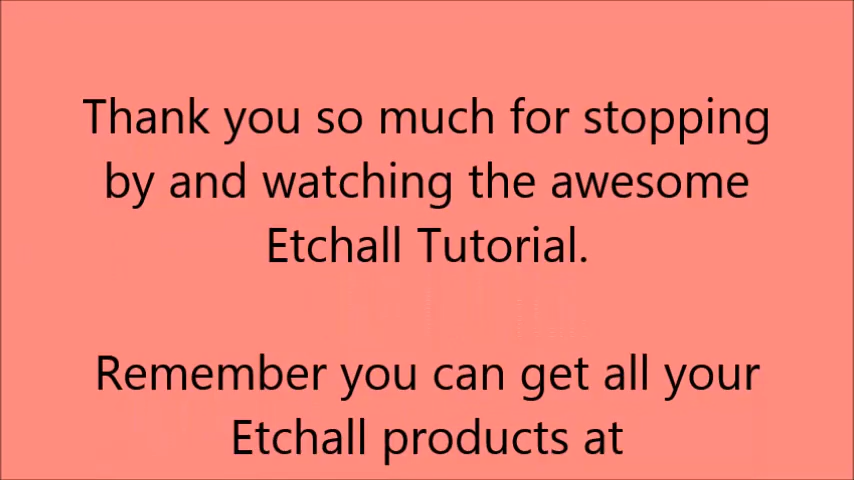 Thank you so much for stopping
by and watching the awesome
Etchall Tutorial.
Remember you can get all your
Etchall products at